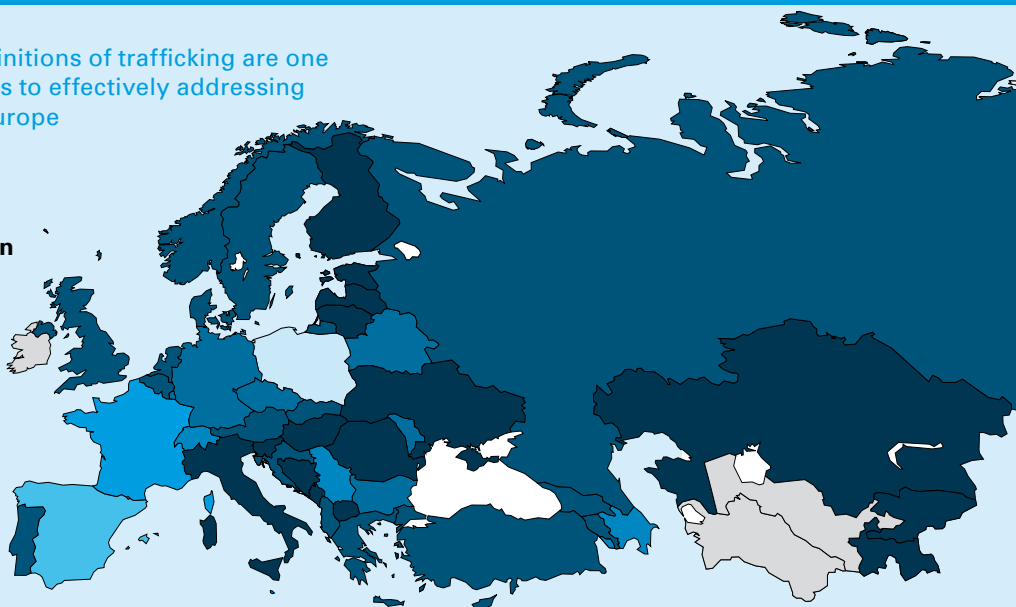 initions of trafficking are one
s to effectively addressing
urope
n